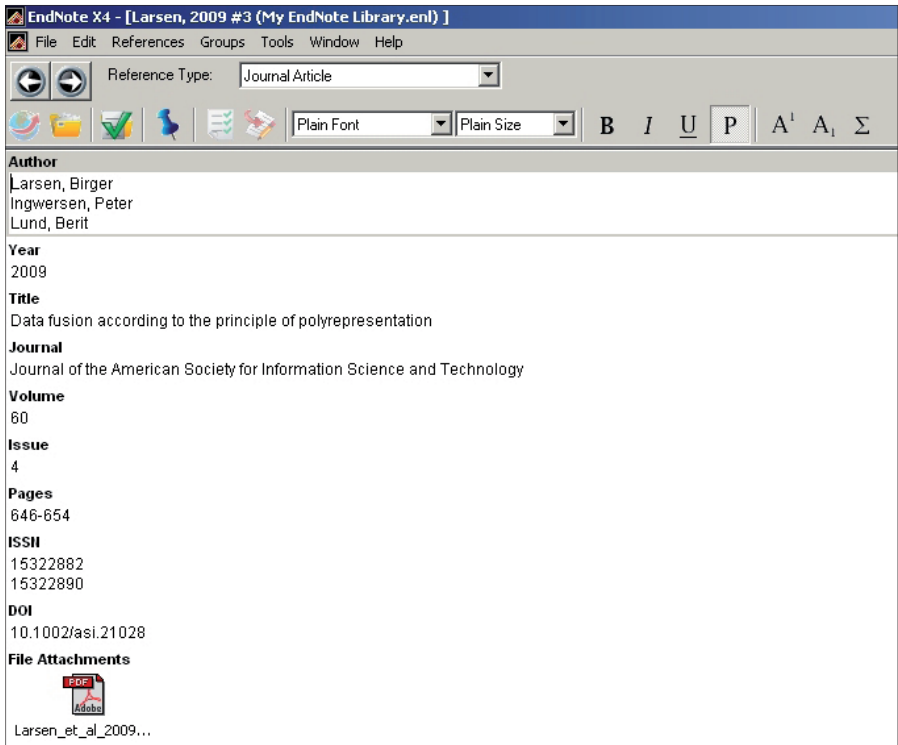 EndNote X4 - [Larsen, 2009 #3 (My EndNote Library.enl) ]
File Edit References Groups Tools Window Help
Reference Type: Journal Article
Plain Font Plain Size B I U P A1 A1 Σ
Author
Larsen, Birger
Ingwersen, Peter
Lund, Berit
Year
2009
Title
Data fusion according to the principle of polyrepresentation
Journal
Journal of the American Society for Information Science and Technology
Volume
60
Issue
4
Pages
646-654
ISSN
15322882
15322890
DOI
10.1002/asi.21028
File Attachments
PDF
Adobe
Larsen_et_al_2009...